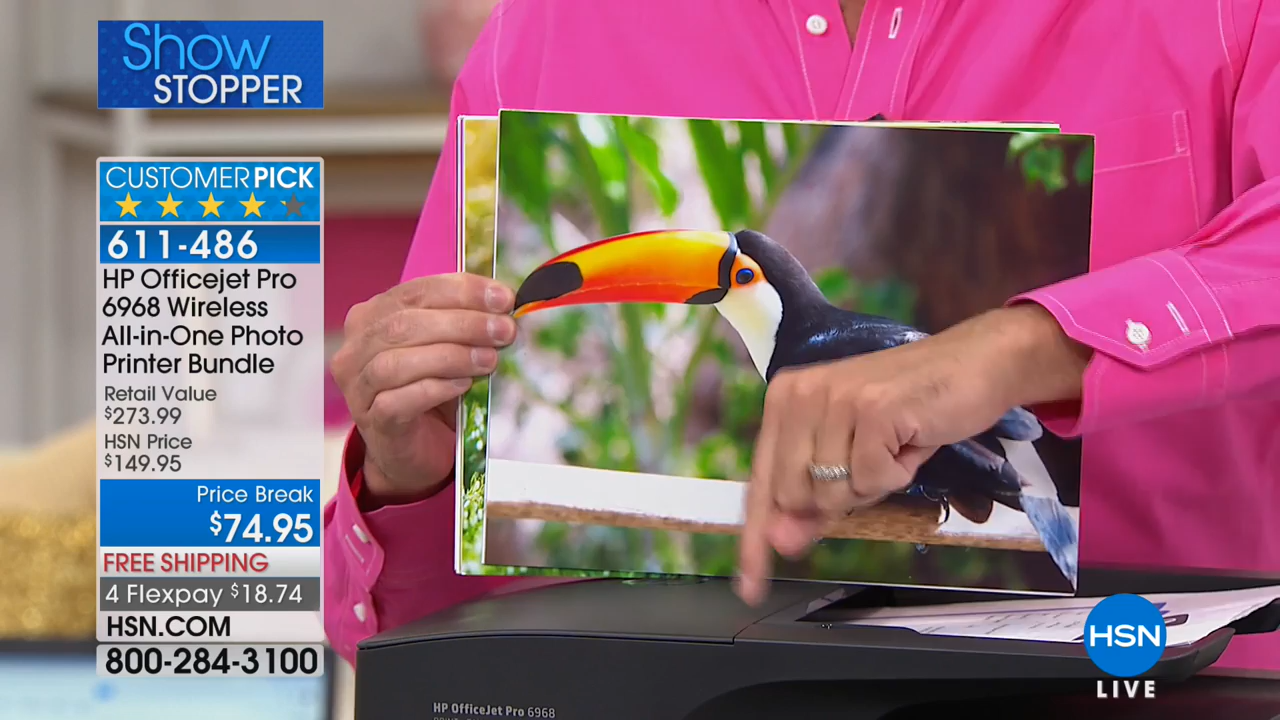 Show
STOPPER
CUSTOMER PICK
611-486
HP Officejet Pro
6968 Wireless
All-in-One Photo
Printer Bundle
Retail Value
$273.99
HSN Price
$149.95
Price Break
$74.95
FREE SHIPPING
4 Flexpay $18.74
HSN.COM
800-284-3100
HP OfficeJet Pro 6968
HSN
LIVE